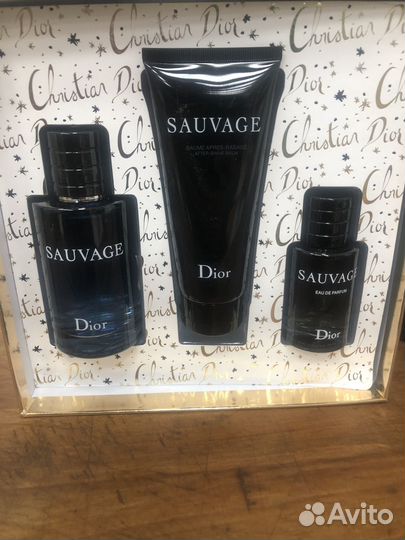 Christian Dior
SAUVAGE
Dior
SAUVAGE
BAUME APRÈS-RASAGE
AFTER-SHAVE BALM
Dior
SAUVAGE
EAU DE PARFUM
Dior
Avito